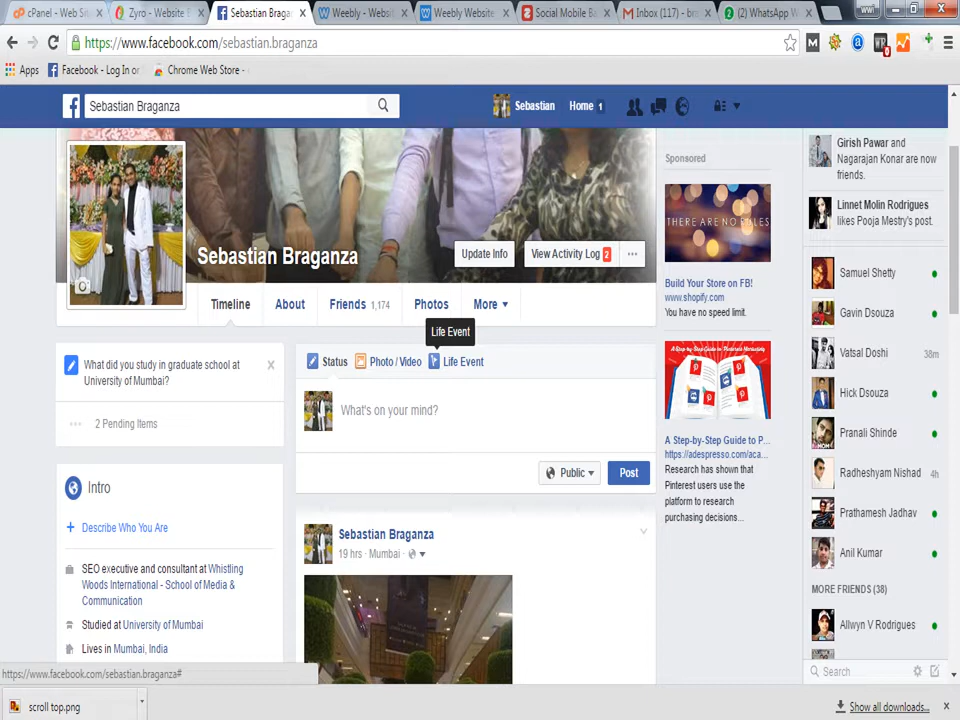 cPanel - Web Sit
Zyro - Website B
Sebastian Bragan
Weebly - Website
Weebly Website
Social Mobile B
Inbox (117) - brs
(2) WhatsApp W
wwi
https://www.facebook.com/sebastian.braganza
Apps
Facebook - Log In or
Chrome Web Store -
Sebastian Braganza
Sebastian
Home 1
Sebastian Braganza
Update Info
View Activity Log 2
...
Timeline
About
Friends 1,174
Photos
More
Life Event
Status
Photo / Video
Life Event
What's on your mind?
Public
Post
What did you study in graduate school at
University of Mumbai?
2 Pending Items
Intro
+ Describe Who You Are
SEO executive and consultant at Whistling
Woods International - School of Media &
Communication
Studied at University of Mumbai
Lives in Mumbai, India
Sebastian Braganza
19 hrs · Mumbai ·
Sponsored
THERE ARE NO RULES
Build Your Store on FB!
www.shopify.com
You have no speed limit.
A Step-by-Step Guide to P...
https://adespresso.com/aca...
Research has shown that
Pinterest users use the
platform to research
purchasing decisions...
Girish Pawar and
Nagarajan Konar are now
friends.
Linnet Molin Rodrigues
likes Pooja Mestry's post.
Samuel Shetty
Gavin Dsouza
Vatsal Doshi 38m
Hick Dsouza
Pranali Shinde
Radheshyam Nishad 4h
Prathamesh Jadhav
Anil Kumar
MORE FRIENDS (38)
Allwyn V Rodrigues
Search
https://www.facebook.com/sebastian.braganza#
scroll top.png
Show all downloads...